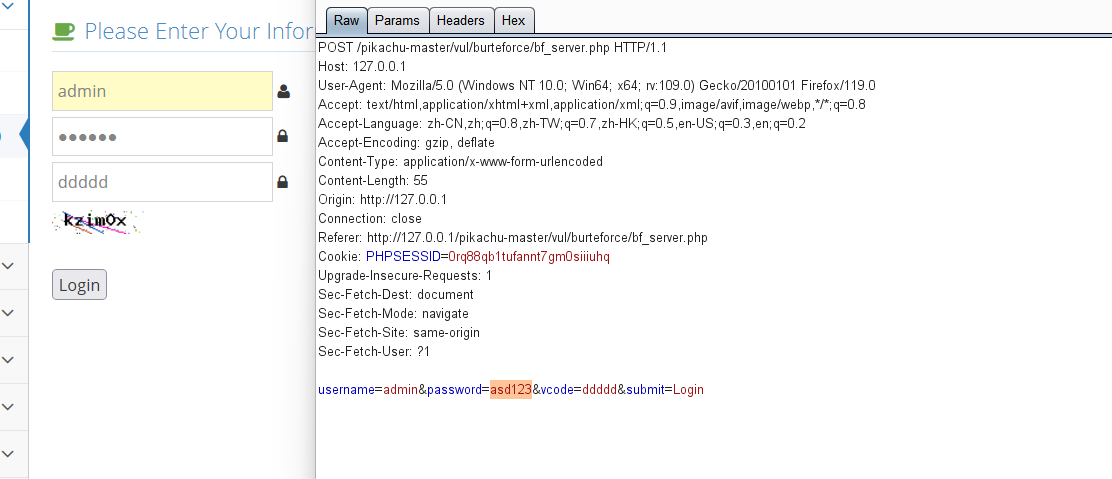 Please Enter Your Infor
admin
••••••
ddddd
kzim0x
Login
Raw Params Headers Hex
POST /pikachu-master/vul/burteforce/bf_server.php HTTP/1.1
Host: 127.0.0.1
User-Agent: Mozilla/5.0 (Windows NT 10.0; Win64; x64; rv:109.0) Gecko/20100101 Firefox/119.0
Accept: text/html,application/xhtml+xml,application/xml;q=0.9,image/avif,image/webp,*/*;q=0.8
Accept-Language: zh-CN,zh;q=0.8,zh-TW;q=0.7,zh-HK;q=0.5,en-US;q=0.3,en;q=0.2
Accept-Encoding: gzip, deflate
Content-Type: application/x-www-form-urlencoded
Content-Length: 55
Origin: http://127.0.0.1
Connection: close
Referer: http://127.0.0.1/pikachu-master/vul/burteforce/bf_server.php
Cookie: PHPSESSID=0rq88qb1tufannt7gm0siiiuhq
Upgrade-Insecure-Requests: 1
Sec-Fetch-Dest: document
Sec-Fetch-Mode: navigate
Sec-Fetch-Site: same-origin
Sec-Fetch-User: ?1
username=admin&password=asd123&vcode=ddddd&submit=Login